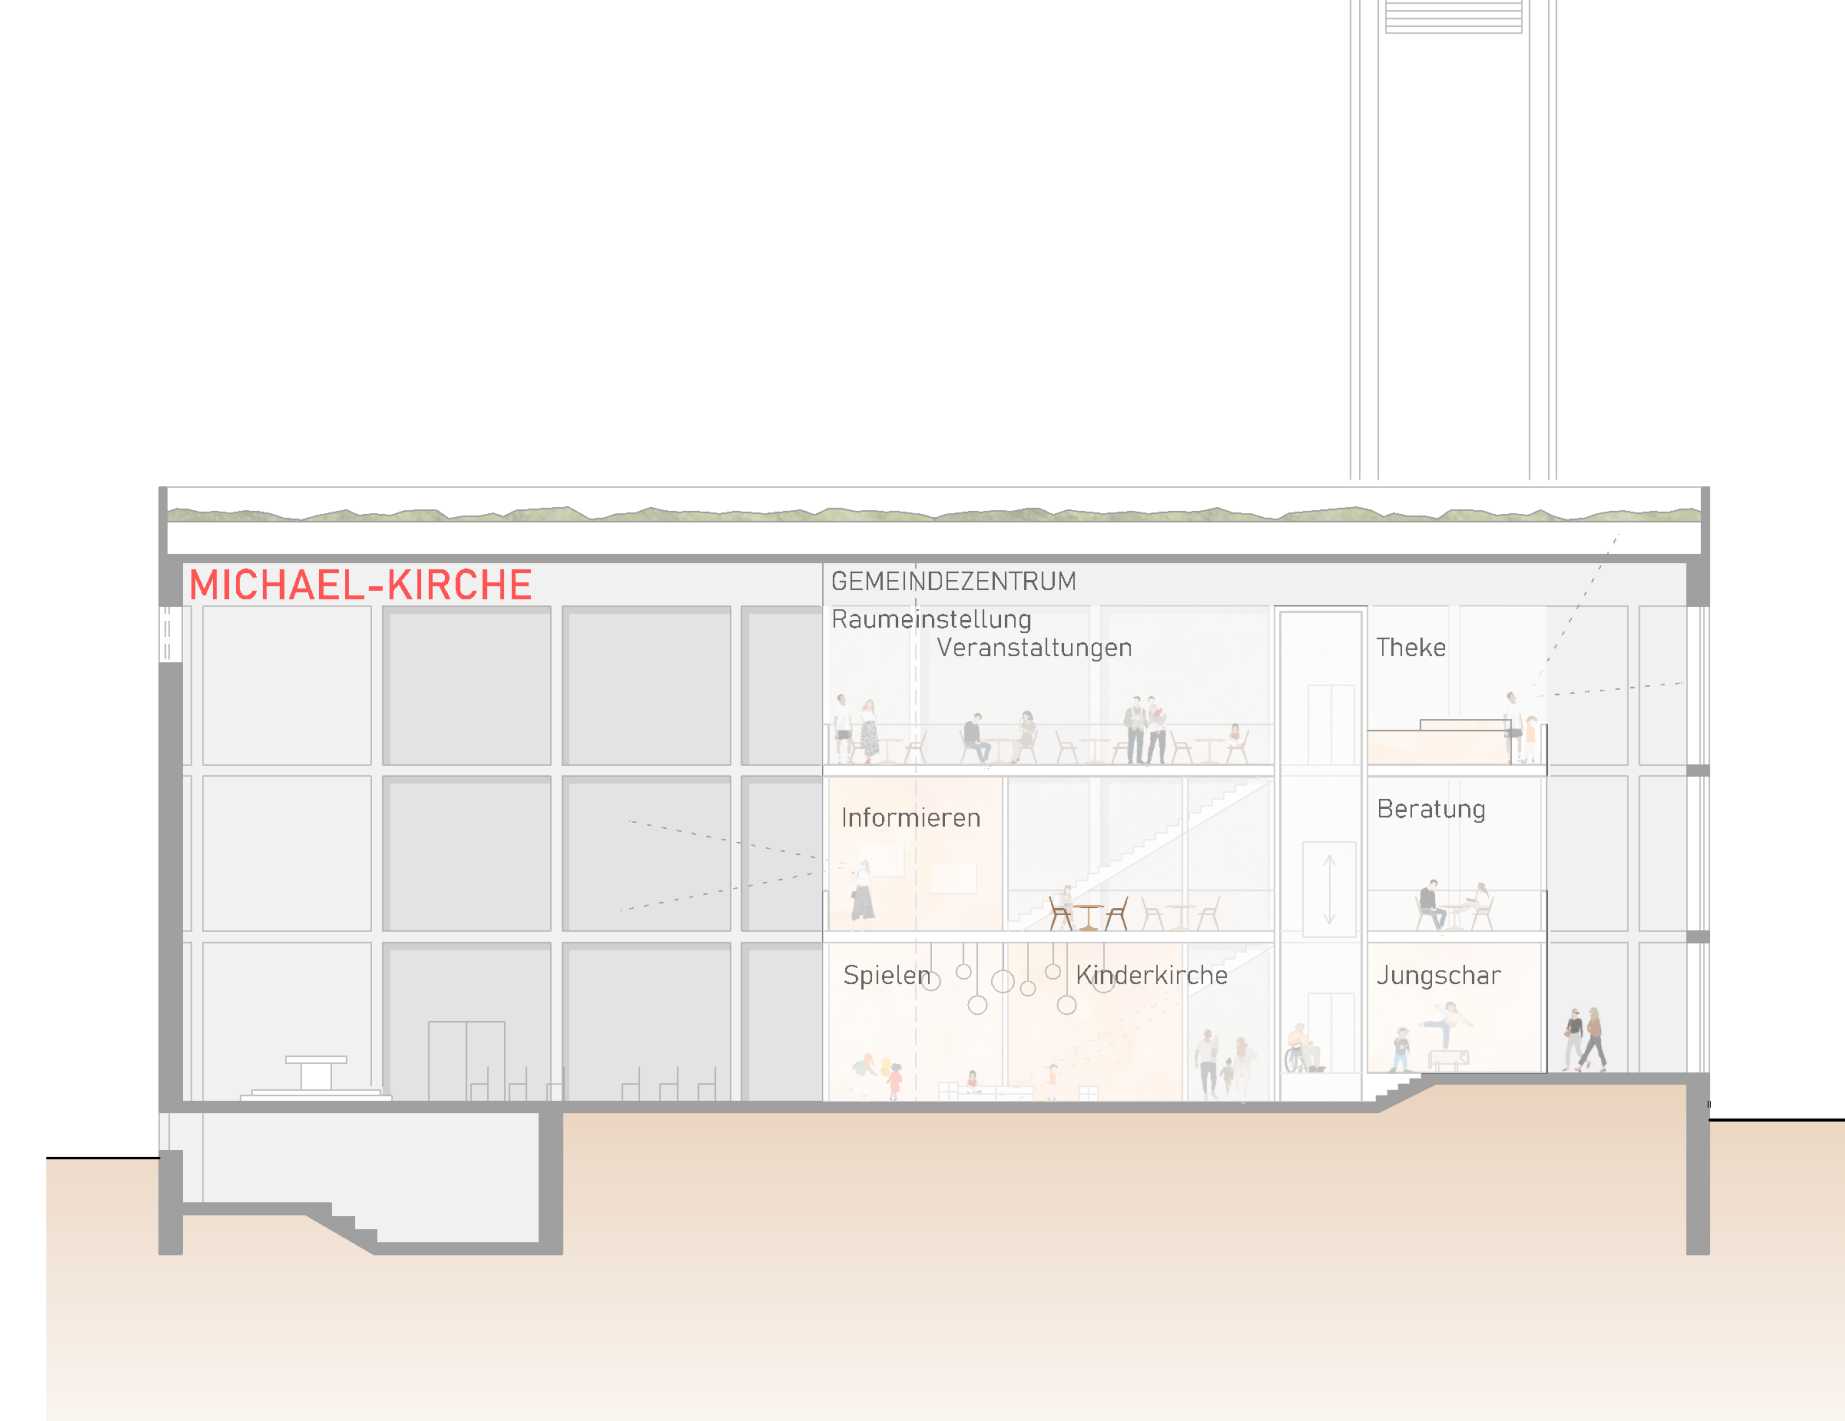 MICHAEL-KIRCHE
GEMEINDEZENTRUM
Raumeinstellung
Veranstaltungen
Theke
Informieren
Beratung
Spielen
Kinderkirche
Jungschar